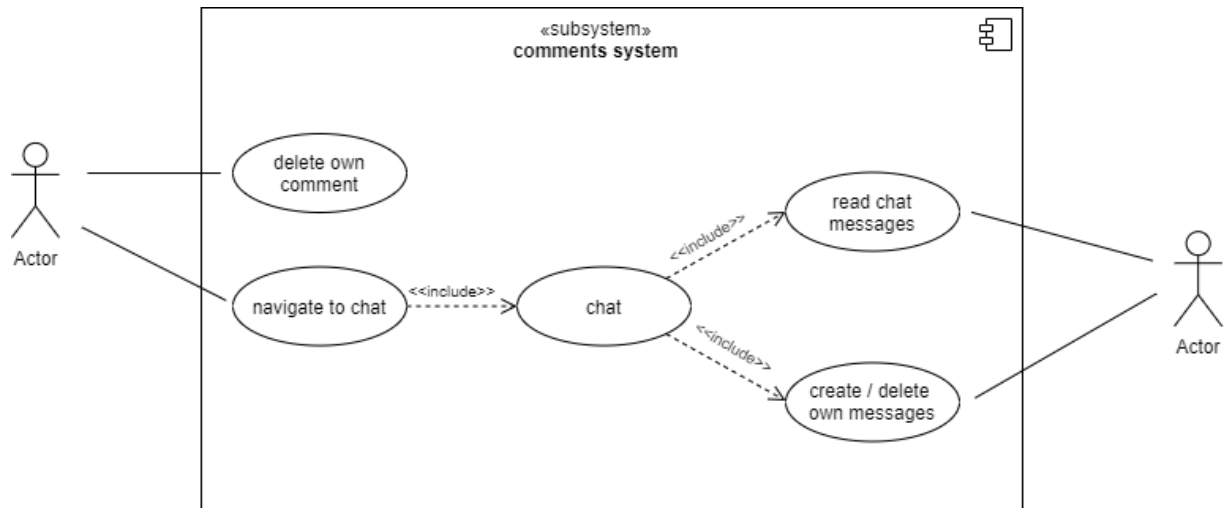 «subsystem»
comments system
delete own
comment
Actor
navigate to chat
<<include>>
chat
<<include>>
read chat
messages
<<include>>
create / delete
own messages
Actor